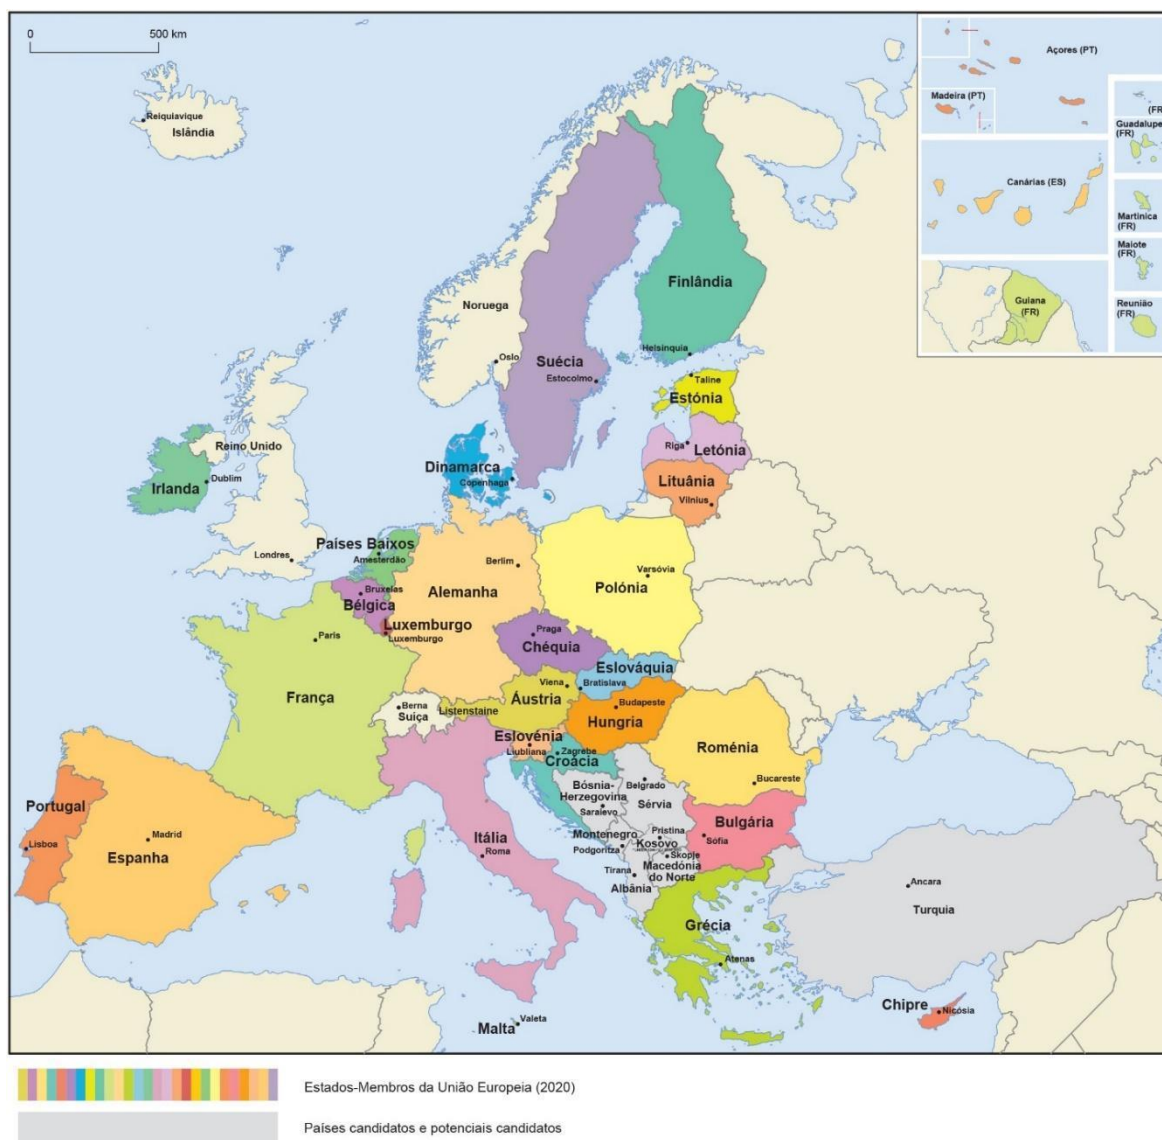 0 500 km
Açores (PT)
Madeira (PT)
(FR)
Guadalupe
(FR)
Canárias (ES)
Martinica
(FR)
Maiote
(FR)
Guiana
(FR)
Reunião
(FR)
Reiquiavique
Islândia
Noruega
Finlândia
Helsínquia
Oslo
Suécia
Estocolmo
Taline
Estónia
Riga
Letónia
Lituânia
Vilnius
Reino Unido
Dublim
Irlanda
Londres
Dinamarca
Copenhaga
Países Baixos
Amesterdão
Berlim
Varsóvia
Polónia
Alemanha
Bruxelas
Bélgica
Luxemburgo
Luxemburgo
Paris
França
Praga
Chéquia
Eslováquia
Viena
Bratislava
Áustria
Berna
Suíça
Listenstaine
Budapeste
Hungria
Eslovénia
Liubliana
Zagrebe
Croácia
Roménia
Bucareste
Bósnia-
Herzegovina
Saraievo
Belgrado
Sérvia
Portugal
Lisboa
Madrid
Espanha
Itália
Roma
Montenegro
Podgoritza
Pristina
Kosovo
Skopje
Macedónia
do Norte
Tirana
Albânia
Bulgária
Sófia
Grécia
Atenas
Ancara
Turquia
Chipre
Nicósia
Malta
Valeta
Estados-Membros da União Europeia (2020)
Países candidatos e potenciais candidatos